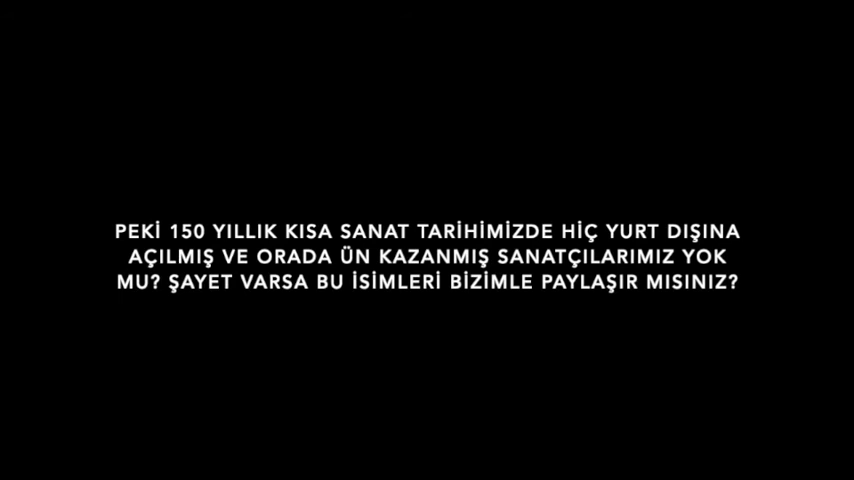 PEKİ 150 YILLIK KISA SANAT TARİHİMİZDE HİÇ YURT DIŞINA
AÇILMIŞ VE ORADA ÜN KAZANMIŞ SANATÇILARIMIZ YOK
MU? ŞAYET VARSA BU İSİMLERİ BİZİMLE PAYLAŞIR MISINIZ?